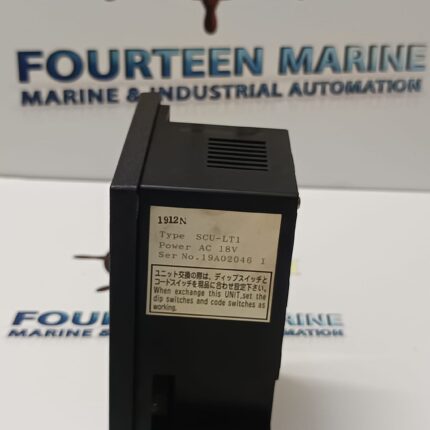 FOURTEEN MARINE
MARINE & INDUSTRIAL AUTOMATION
1912N
Type SCU-LT1
Power AC 18V
Ser No.19A02046 1
ユニット交換の際は、ディップスイッチと
コードスイッチを現品に合わせ設定下さい。
When exchange this UNIT,set the
dip switches and code switches as
working.
FOURTEEN MARINE
MARINE & INDUSTRIAL AUTOMATION